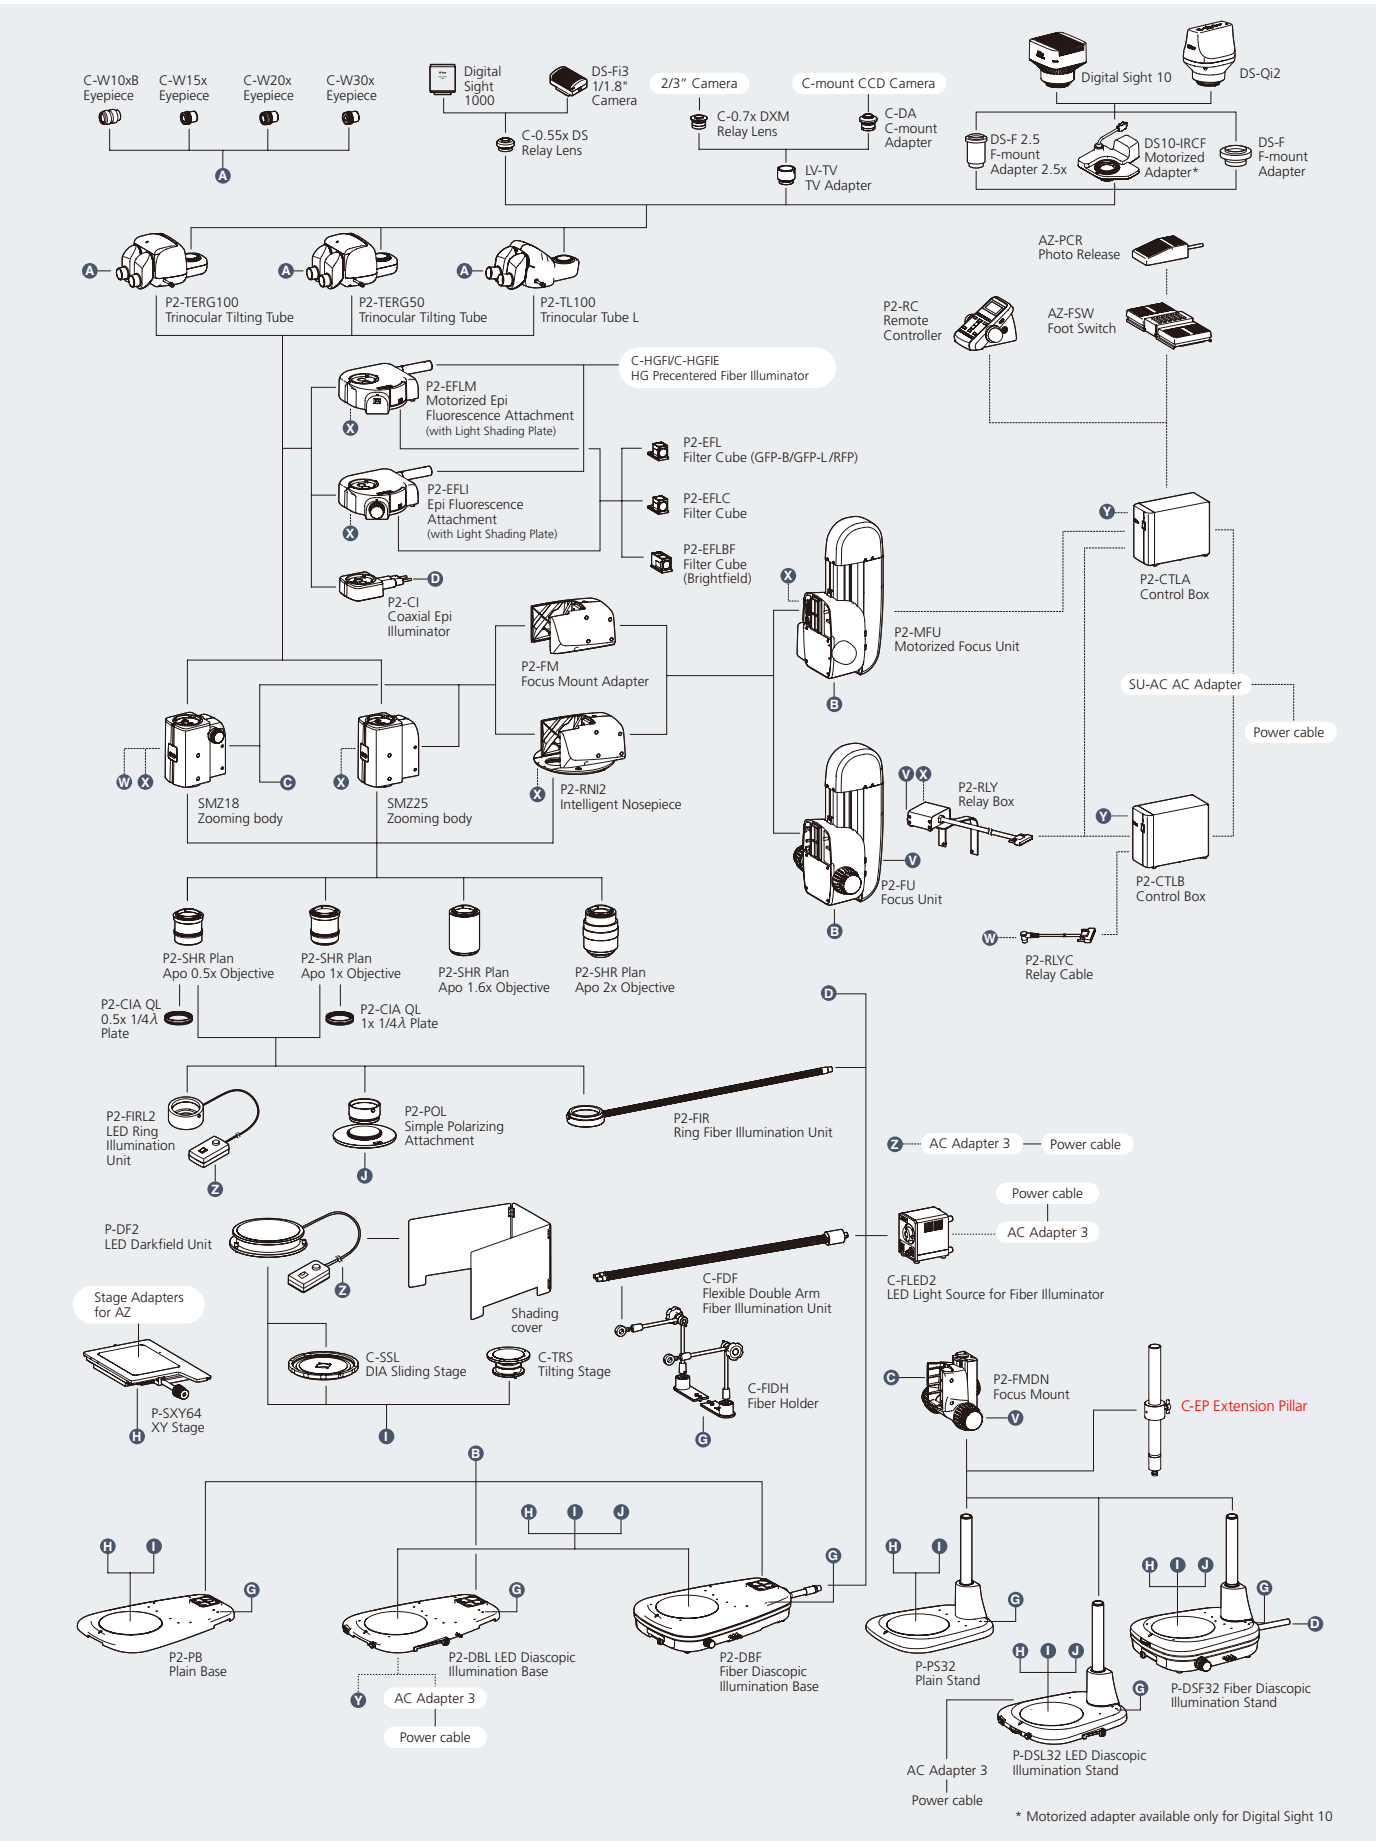 C-W10xB
Eyepiece
C-W15x
Eyepiece
C-W20x
Eyepiece
C-W30x
Eyepiece
A
Digital
Sight
1000
DS-Fi3
1/1.8"
Camera
C-0.55x DS
Relay Lens
2/3" Camera
C-0.7x DXM
Relay Lens
C-mount CCD Camera
C-DA
C-mount
Adapter
LV-TV
TV Adapter
Digital Sight 10
DS-Qi2
DS-F 2.5
F-mount
Adapter 2.5x
DS10-IRCF
Motorized
Adapter*
DS-F
F-mount
Adapter
A
P2-TERG100
Trinocular Tilting Tube
A
P2-TERG50
Trinocular Tilting Tube
A
P2-TL100
Trinocular Tube L
AZ-PCR
Photo Release
P2-RC
Remote
Controller
AZ-FSW
Foot Switch
C-HGFI/C-HGFIE
HG Precentered Fiber Illuminator
P2-EFLM
Motorized Epi
Fluorescence Attachment
(with Light Shading Plate)
X
P2-EFLI
Epi Fluorescence
Attachment
(with Light Shading Plate)
X
P2-EFL
Filter Cube (GFP-B/GFP-L/RFP)
P2-EFLC
Filter Cube
P2-EFLBF
Filter Cube
(Brightfield)
D
P2-CI
Coaxial Epi
Illuminator
X
P2-MFU
Motorized Focus Unit
B
Y
P2-CTLA
Control Box
P2-FM
Focus Mount Adapter
SU-AC AC Adapter
Power cable
W
X
C
SMZ18
Zooming body
X
SMZ25
Zooming body
X
P2-RNI2
Intelligent Nosepiece
V
X
P2-RLY
Relay Box
V
P2-FU
Focus Unit
B
Y
P2-CTLB
Control Box
W
P2-RLYC
Relay Cable
P2-SHR Plan
Apo 0.5x Objective
P2-SHR Plan
Apo 1x Objective
P2-SHR Plan
Apo 1.6x Objective
P2-SHR Plan
Apo 2x Objective
P2-CIA QL
0.5x 1/4λ
Plate
P2-CIA QL
1x 1/4λ Plate
D
P2-FIRL2
LED Ring
Illumination
Unit
Z
P2-POL
Simple Polarizing
Attachment
J
P2-FIR
Ring Fiber Illumination Unit
Z
AC Adapter 3
Power cable
Power cable
AC Adapter 3
P-DF2
LED Darkfield Unit
Z
Shading
cover
C-FDF
Flexible Double Arm
Fiber Illumination Unit
C-FLED2
LED Light Source for Fiber Illuminator
Stage Adapters
for AZ
P-SXY64
XY Stage
H
C-SSL
DIA Sliding Stage
C-TRS
Tilting Stage
I
C-FIDH
Fiber Holder
G
C
P2-FMDN
Focus Mount
V
C-EP Extension Pillar
B
H
I
G
P2-PB
Plain Base
H
I
J
G
P2-DBL LED Diascopic
Illumination Base
Y
AC Adapter 3
Power cable
G
P2-DBF
Fiber Diascopic
Illumination Base
H
I
G
P-PS32
Plain Stand
H
I
J
G
P-DSL32 LED Diascopic
Illumination Stand
AC Adapter 3
Power cable
H
I
J
G
D
P-DSF32 Fiber Diascopic
Illumination Stand
* Motorized adapter available only for Digital Sight 10